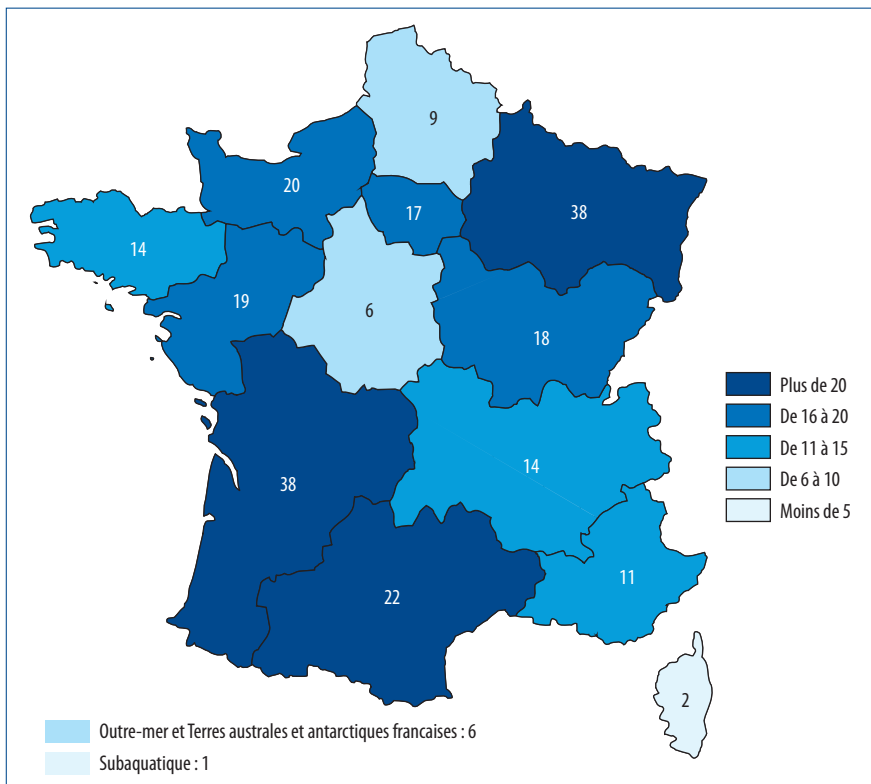 9
20
17
38
14
19
6
18
Plus de 20
De 16 à 20
De 11 à 15
14
De 6 à 10
38
Moins de 5
11
22
2
Outre-mer et Terres australes et antarctiques francaises : 6
Subaquatique : 1